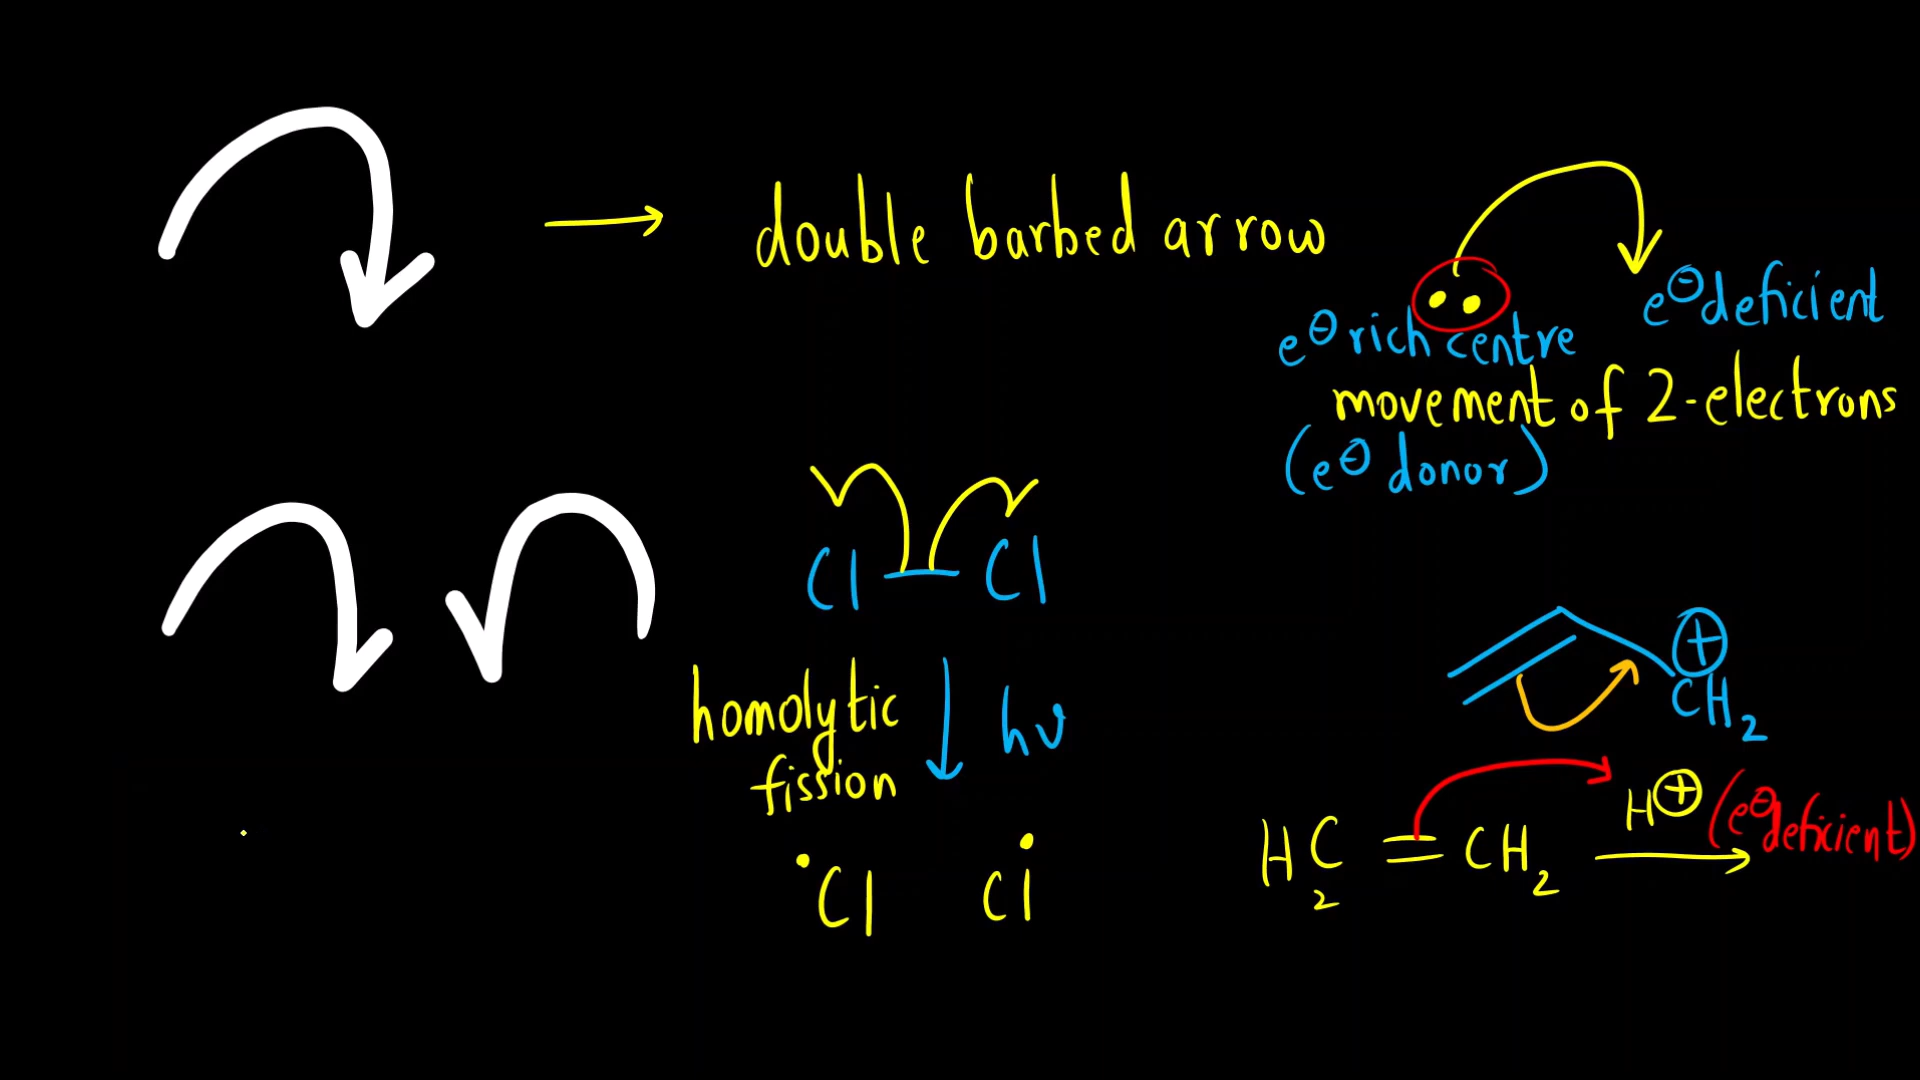 double barbed arrow
e⊖ rich centre
e⊖ deficient
movement of 2-electrons
(e⊖ donor)
Cl — Cl
homolytic
fission
hν
•Cl Cl•
⊕
CH2
H2C = CH2
H⊕ (e⊖ deficient)